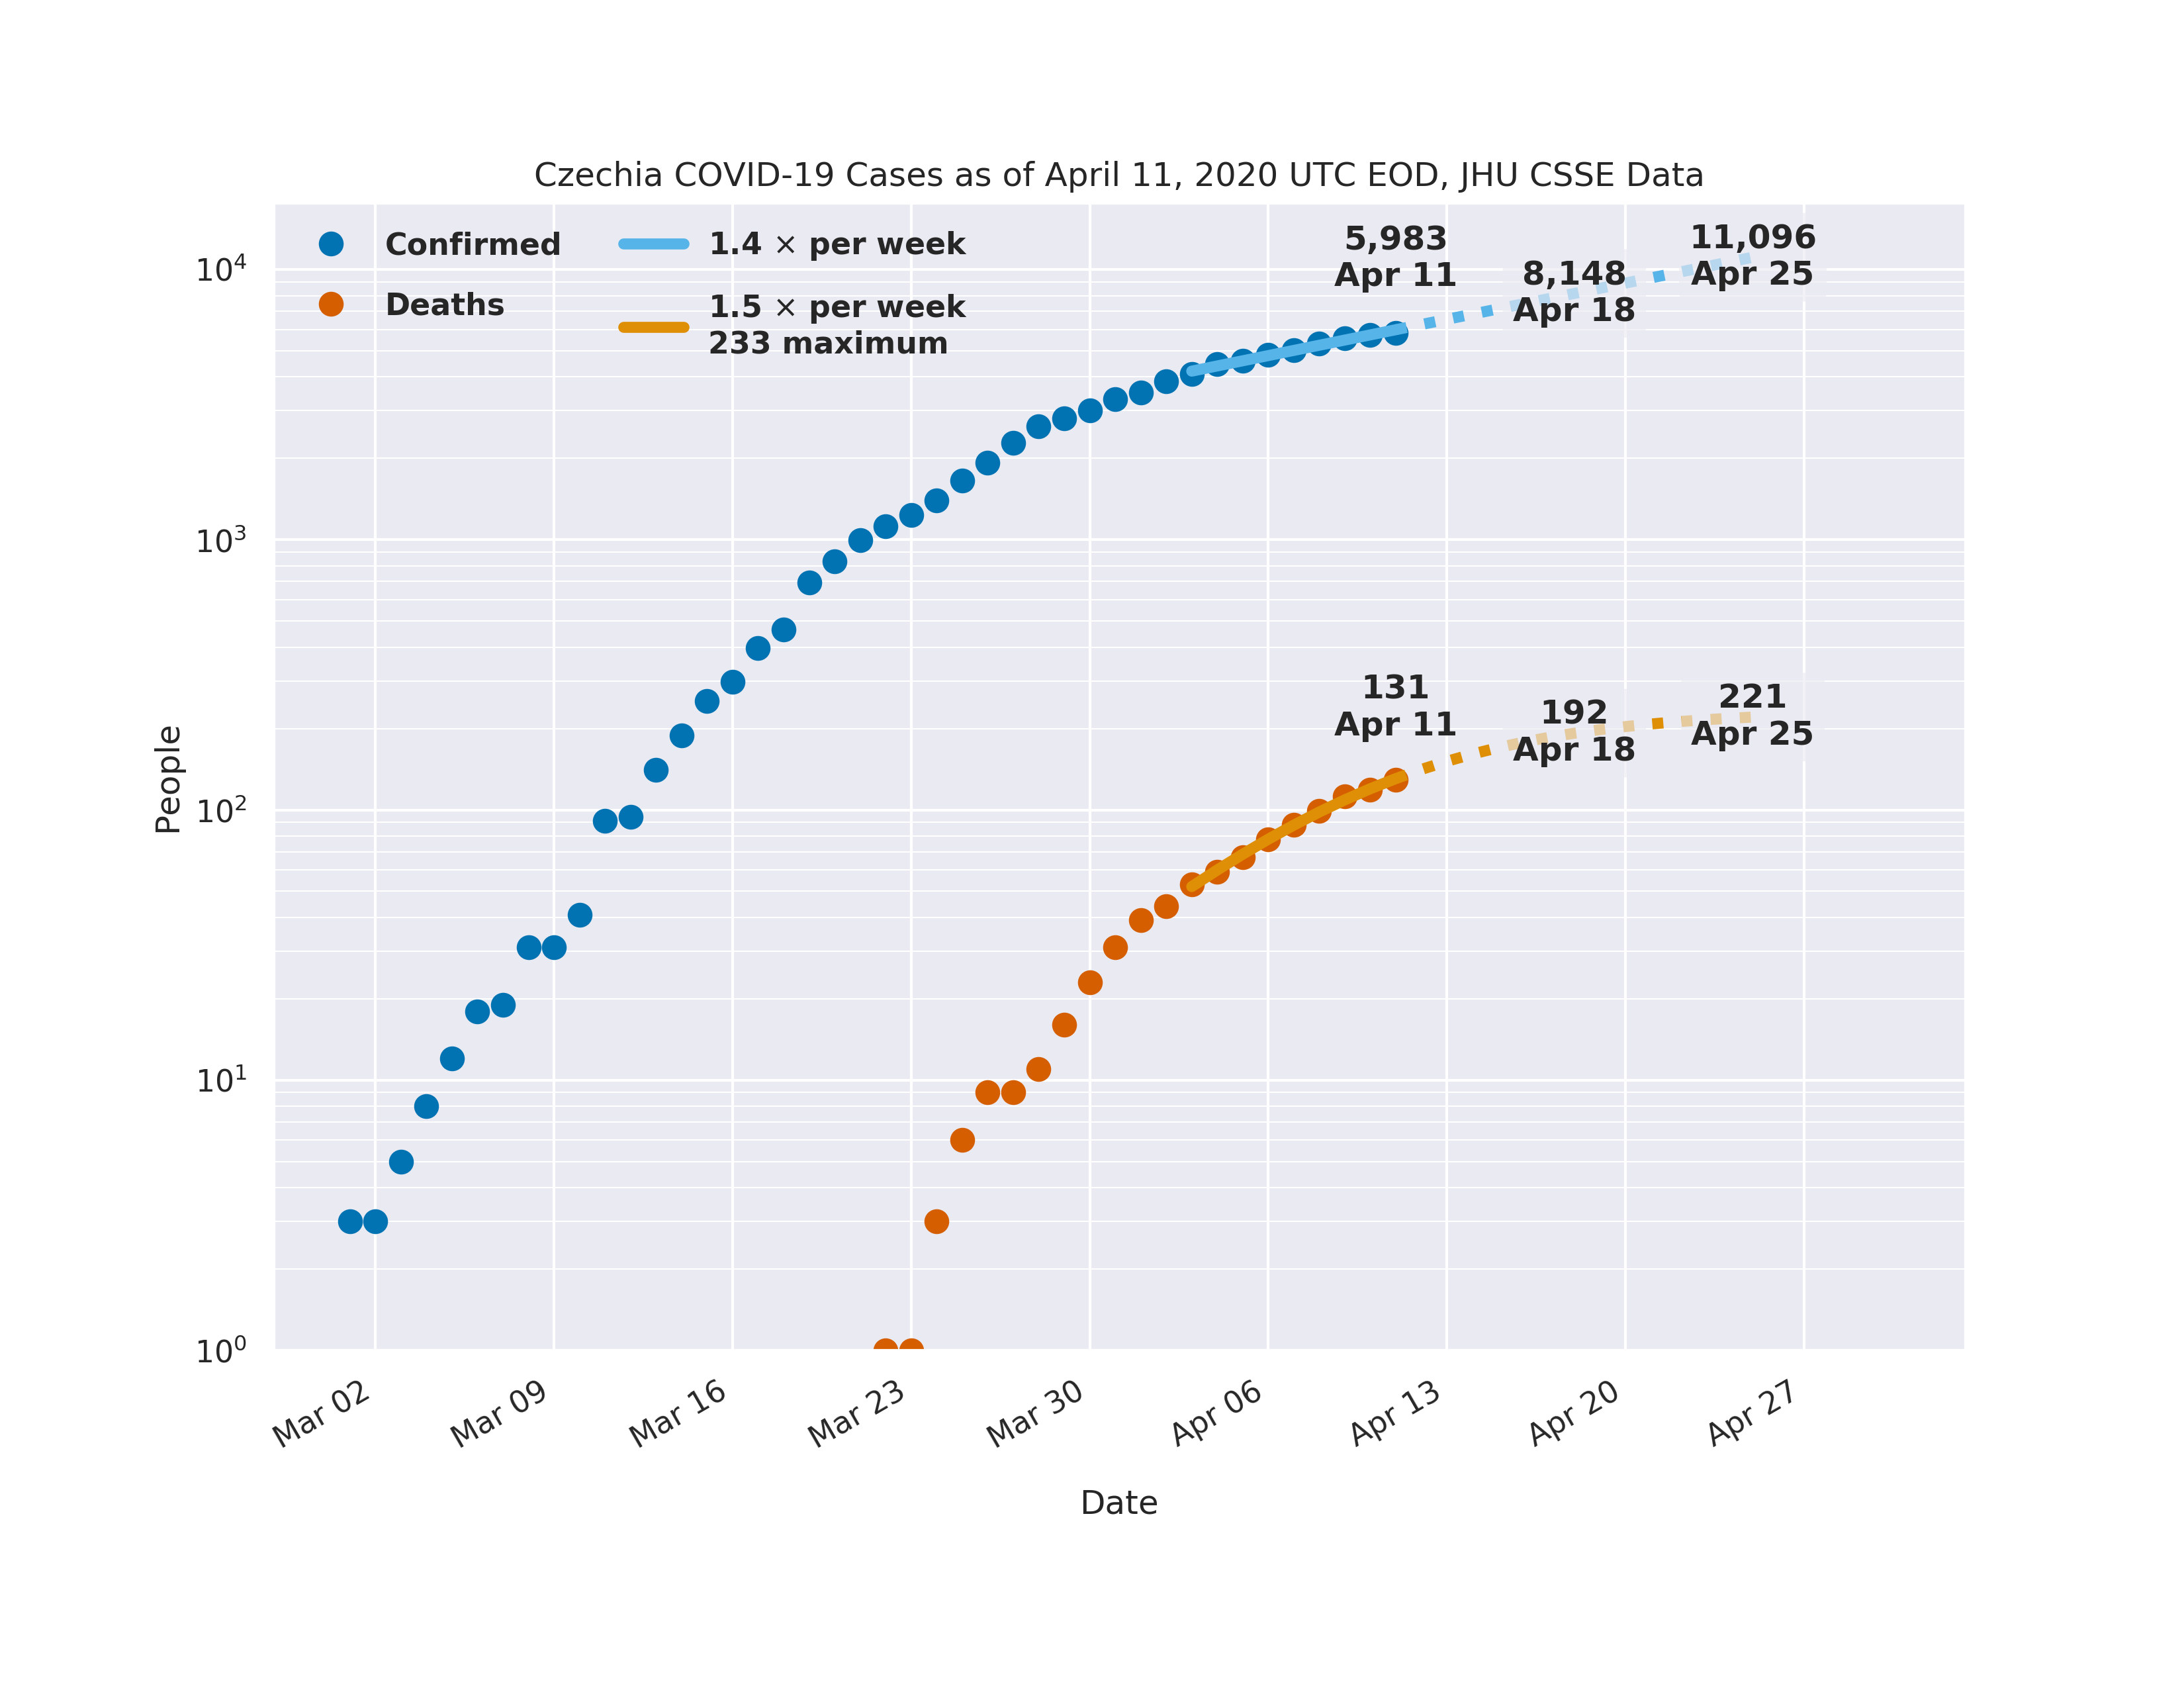 Czechia COVID-19 Cases as of April 11, 2020 UTC EOD, JHU CSSE Data
Confirmed
Deaths
1.4 × per week
1.5 × per week
233 maximum
5,983
Apr 11
8,148
Apr 18
11,096
Apr 25
131
Apr 11
192
Apr 18
221
Apr 25
People
10⁴
10³
10²
10¹
10⁰
Mar 02
Mar 09
Mar 16
Mar 23
Mar 30
Apr 06
Apr 13
Apr 20
Apr 27
Date